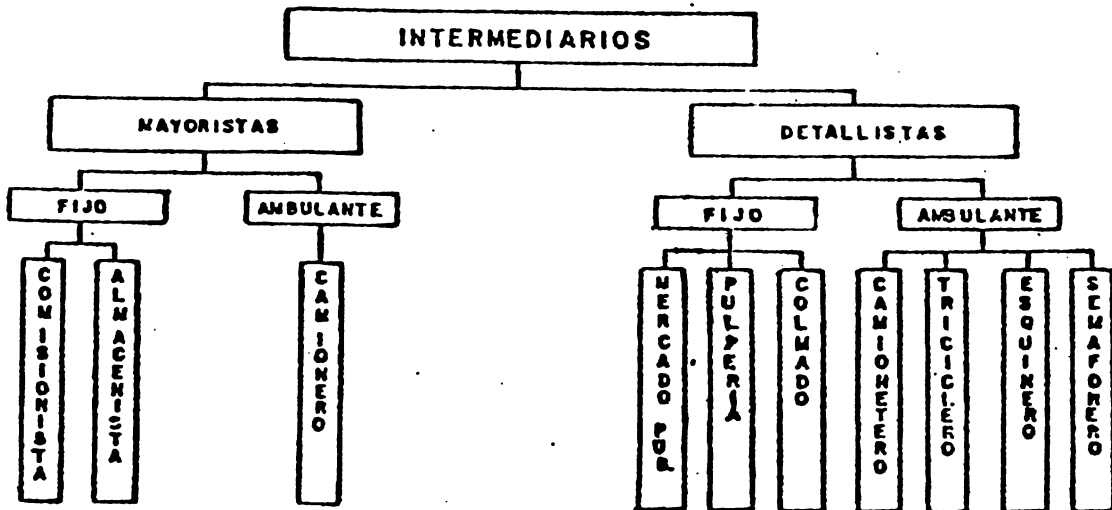 INTERMEDIARIOS
MAYORISTAS
DETALLISTAS
FIJO
AMBULANTE
FIJO
AMBULANTE
COMISIONISTA
ALMACENISTA
CAMIONERO
MERCADO PUB.
PULPERIA
COLMADO
CAMIONETERO
TRICICLERO
ESQUINERO
SEMAFORERO